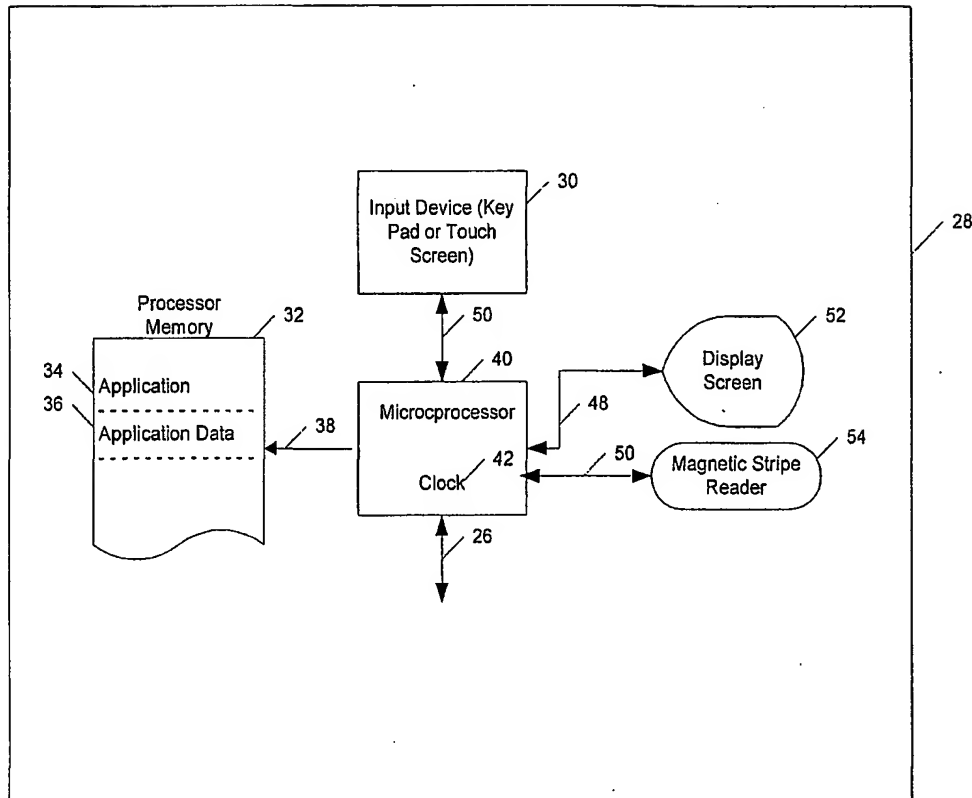 30
Input Device (Key
Pad or Touch
Screen)
28
50
Processor
Memory
32
52
34
Application
40
Display
Screen
36
Application Data
38
Microcprocessor
48
54
42
Clock
50
Magnetic Stripe
Reader
26